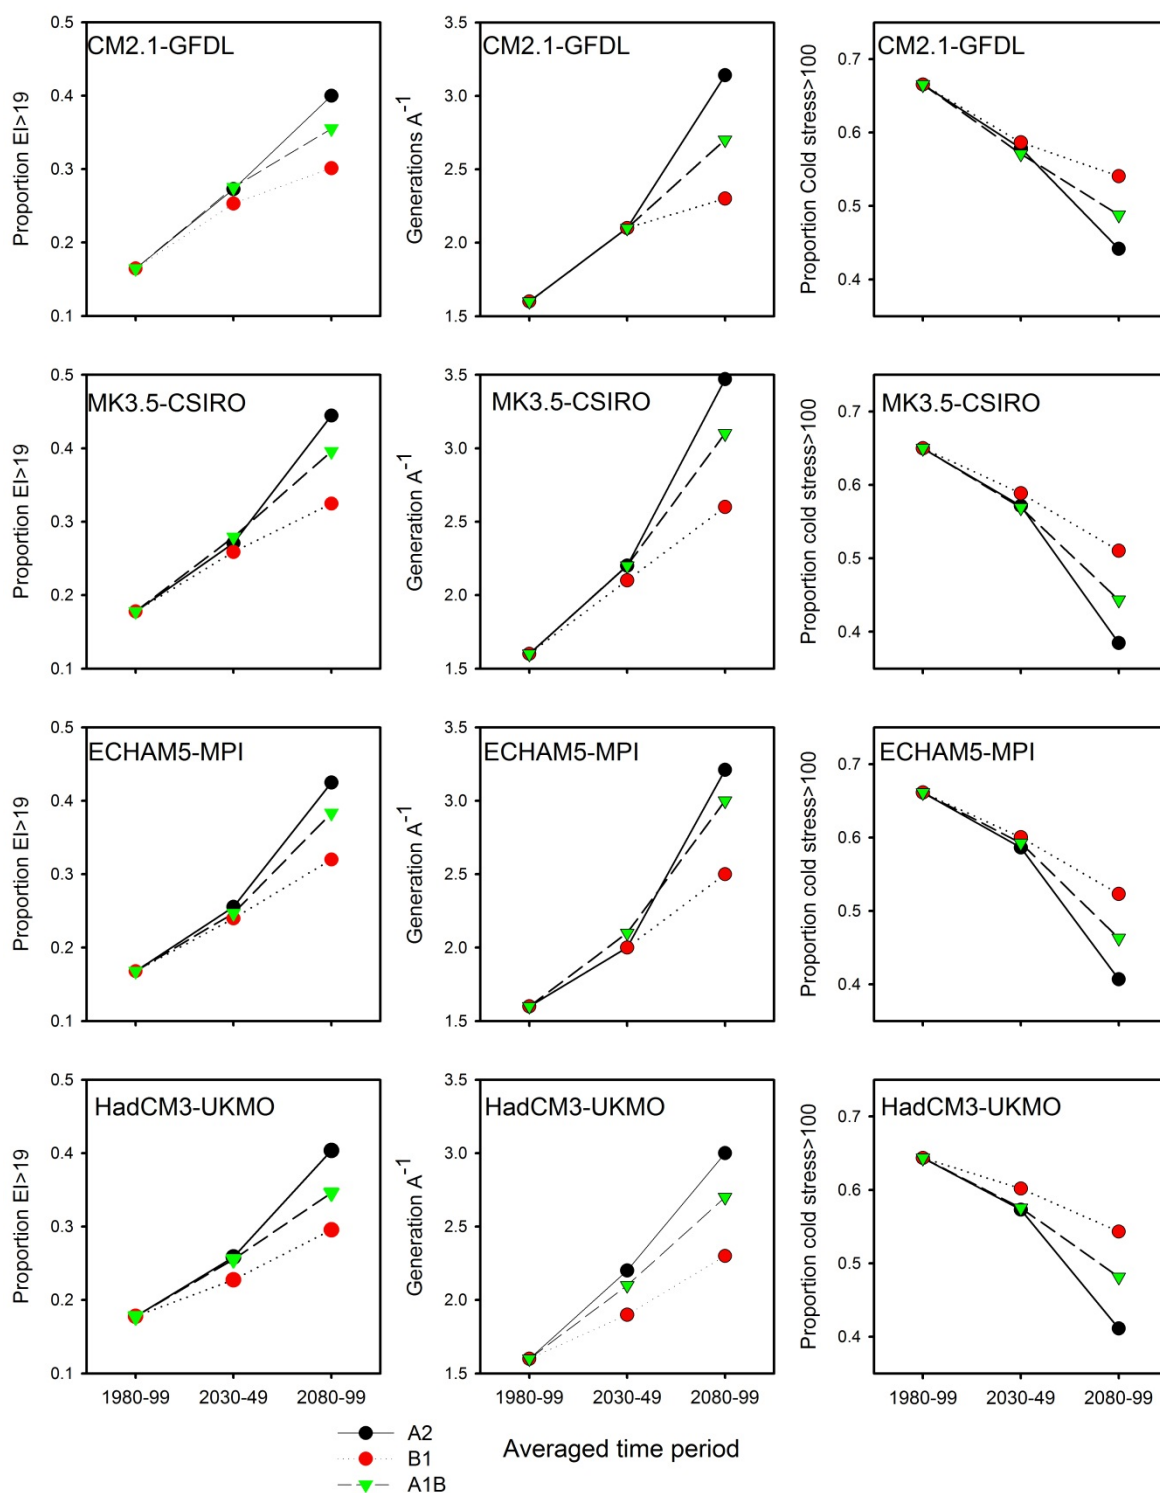 CM2.1-GFDL
Proportion EI>19
0.5
0.4
0.3
0.2
0.1
CM2.1-GFDL
Generations A⁻¹
3.5
3.0
2.5
2.0
1.5
CM2.1-GFDL
Proportion Cold stress>100
0.7
0.6
0.5
0.4
MK3.5-CSIRO
Proportion EI>19
0.5
0.4
0.3
0.2
0.1
MK3.5-CSIRO
Generation A⁻¹
3.5
3.0
2.5
2.0
1.5
MK3.5-CSIRO
Proportion cold stress>100
0.7
0.6
0.5
0.4
ECHAM5-MPI
Proportion EI>19
0.5
0.4
0.3
0.2
0.1
ECHAM5-MPI
Generation A⁻¹
3.5
3.0
2.5
2.0
1.5
ECHAM5-MPI
Proportion cold stress>100
0.7
0.6
0.5
0.4
HadCM3-UKMO
Proportion EI>19
0.5
0.4
0.3
0.2
0.1
1980-99 2030-49 2080-99
HadCM3-UKMO
Generation A⁻¹
3.5
3.0
2.5
2.0
1.5
1980-99 2030-49 2080-99
HadCM3-UKMO
Proportion cold stress>100
0.7
0.6
0.5
0.4
1980-99 2030-49 2080-99
A2
B1
A1B
Averaged time period